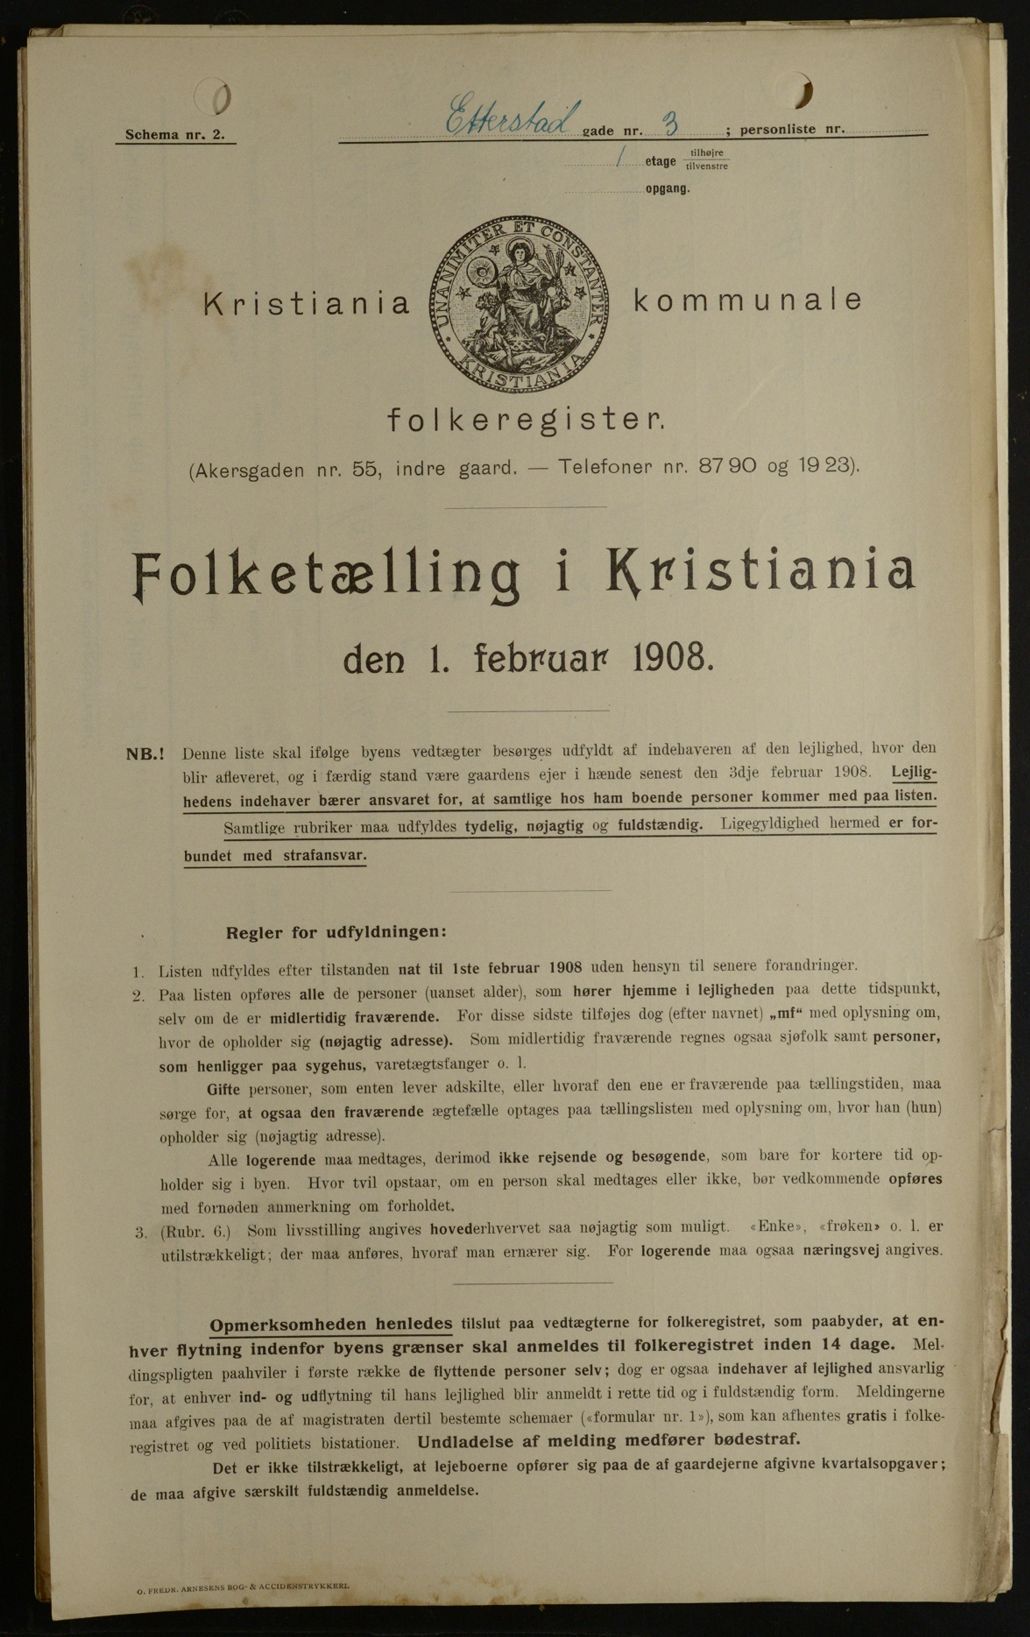 Schema nr. 2.
Etterstad gade nr. 3 ; personliste nr.
1 etage tilhøjre
tilvenstre
opgang.
UNANIMITER ET CONSTANTER
KRISTIANIA
Kristiania kommunale
folkeregister.
(Akersgaden nr. 55, indre gaard. — Telefoner nr. 8790 og 1923).
Folketælling i Kristiania
den 1. februar 1908.
NB.! Denne liste skal ifølge byens vedtægter besørges udfyldt af indehaveren af den lejlighed, hvor den
blir afleveret, og i færdig stand være gaardens ejer i hænde senest den 3dje februar 1908. Lejlig-
hedens indehaver bærer ansvaret for, at samtlige hos ham boende personer kommer med paa listen.
Samtlige rubriker maa udfyldes tydelig, nøjagtig og fuldstændig. Ligegyldighed hermed er for-
bundet med strafansvar.
Regler for udfyldningen:
1. Listen udfyldes efter tilstanden nat til 1ste februar 1908 uden hensyn til senere forandringer.
2. Paa listen opføres alle de personer (uanset alder), som hører hjemme i lejligheden paa dette tidspunkt,
selv om de er midlertidig fraværende. For disse sidste tilføjes dog (efter navnet) „mf“ med oplysning om,
hvor de opholder sig (nøjagtig adresse). Som midlertidig fraværende regnes ogsaa sjøfolk samt personer,
som henligger paa sygehus, varetægtsfanger o. l.
Gifte personer, som enten lever adskilte, eller hvoraf den ene er fraværende paa tællingstiden, maa
sørge for, at ogsaa den fraværende ægtefælle optages paa tællingslisten med oplysning om, hvor han (hun)
opholder sig (nøjagtig adresse).
Alle logerende maa medtages, derimod ikke rejsende og besøgende, som bare for kortere tid op-
holder sig i byen. Hvor tvil opstaar, om en person skal medtages eller ikke, bør vedkommende opføres
med fornøden anmerkning om forholdet.
3. (Rubr. 6.) Som livsstilling angives hovederhvervet saa nøjagtig som muligt. «Enke», «frøken» o. l. er
utilstrækkeligt; der maa anføres, hvoraf man ernærer sig. For logerende maa ogsaa næringsvej angives.
Opmerksomheden henledes tilslut paa vedtægterne for folkeregistret, som paabyder, at en-
hver flytning indenfor byens grænser skal anmeldes til folkeregistret inden 14 dage. Mel-
dingspligten paahviler i første række de flyttende personer selv; dog er ogsaa indehaver af lejlighed ansvarlig
for, at enhver ind- og udflytning til hans lejlighed blir anmeldt i rette tid og i fuldstændig form. Meldingerne
maa afgives paa de af magistraten dertil bestemte schemaer («formular nr. 1»), som kan afhentes gratis i folke-
registret og ved politiets bistationer. Undladelse af melding medfører bødestraf.
Det er ikke tilstrækkeligt, at lejeboerne opfører sig paa de af gaardejerne afgivne kvartalsopgaver;
de maa afgive særskilt fuldstændig anmeldelse.
O. FREDR. ARNESENS BOG- & ACCIDENSTRYKKERI.